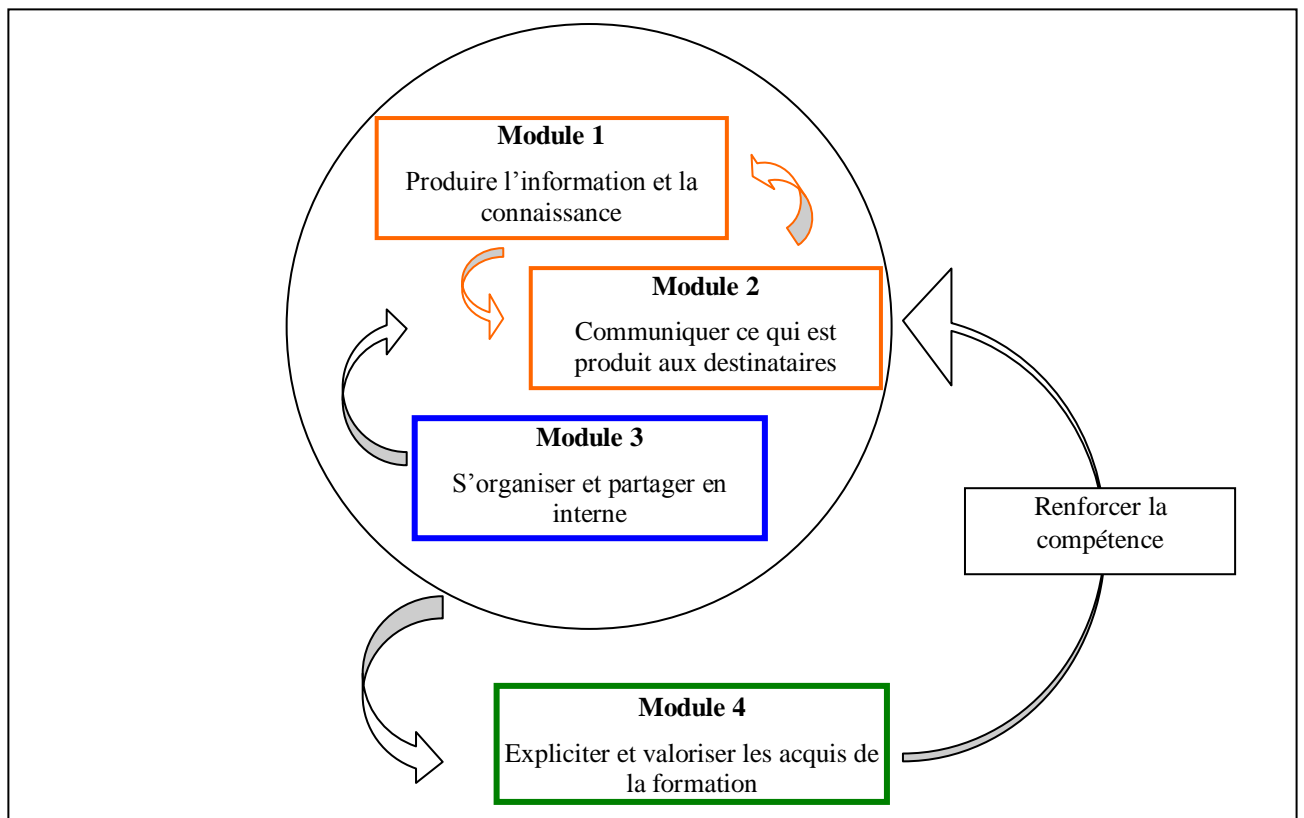 Module 1
Produire l’information et la
connaissance
Module 2
Communiquer ce qui est
produit aux destinataires
Module 3
S’organiser et partager en
interne
Renforcer la
compétence
Module 4
Expliciter et valoriser les acquis de
la formation